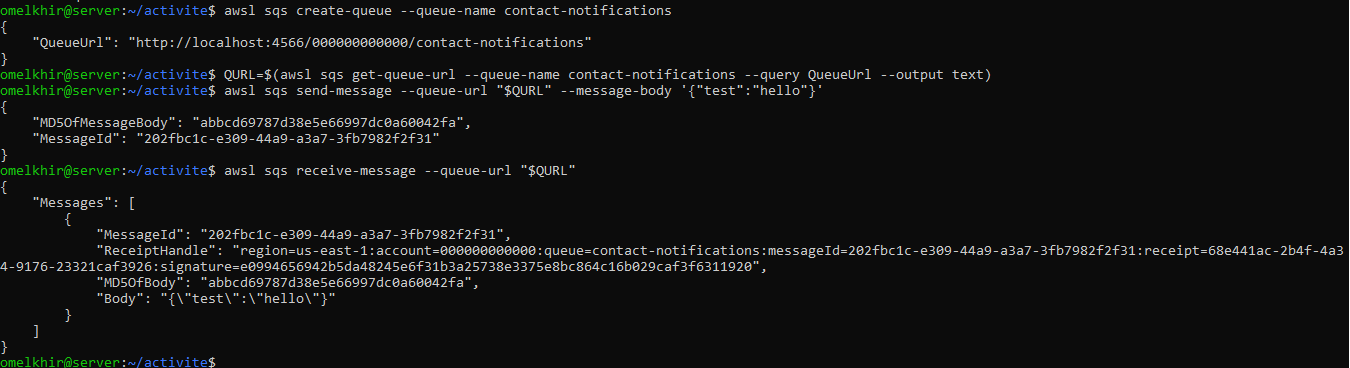 omelkhir@server:~/activite$ awsl sqs create-queue --queue-name contact-notifications
{
    "QueueUrl": "http://localhost:4566/000000000000/contact-notifications"
}
omelkhir@server:~/activite$ QURL=$(awsl sqs get-queue-url --queue-name contact-notifications --query QueueUrl --output text)
omelkhir@server:~/activite$ awsl sqs send-message --queue-url "$QURL" --message-body '{"test":"hello"}'
{
    "MD5OfMessageBody": "abbcd69787d38e5e66997dc0a60042fa",
    "MessageId": "202fbc1c-e309-44a9-a3a7-3fb7982f2f31"
}
omelkhir@server:~/activite$ awsl sqs receive-message --queue-url "$QURL"
{
    "Messages": [
        {
            "MessageId": "202fbc1c-e309-44a9-a3a7-3fb7982f2f31",
            "ReceiptHandle": "region=us-east-1:account=000000000000:queue=contact-notifications:messageId=202fbc1c-e309-44a9-a3a7-3fb7982f2f31:receipt=68e441ac-2b4f-4a3
4-9176-23321caf3926:signature=e0994656942b5da48245e6f31b3a25738e3375e8bc864c16b029caf3f6311920",
            "MD5OfBody": "abbcd69787d38e5e66997dc0a60042fa",
            "Body": "{\"test\":\"hello\"}"
        }
    ]
}
omelkhir@server:~/activite$